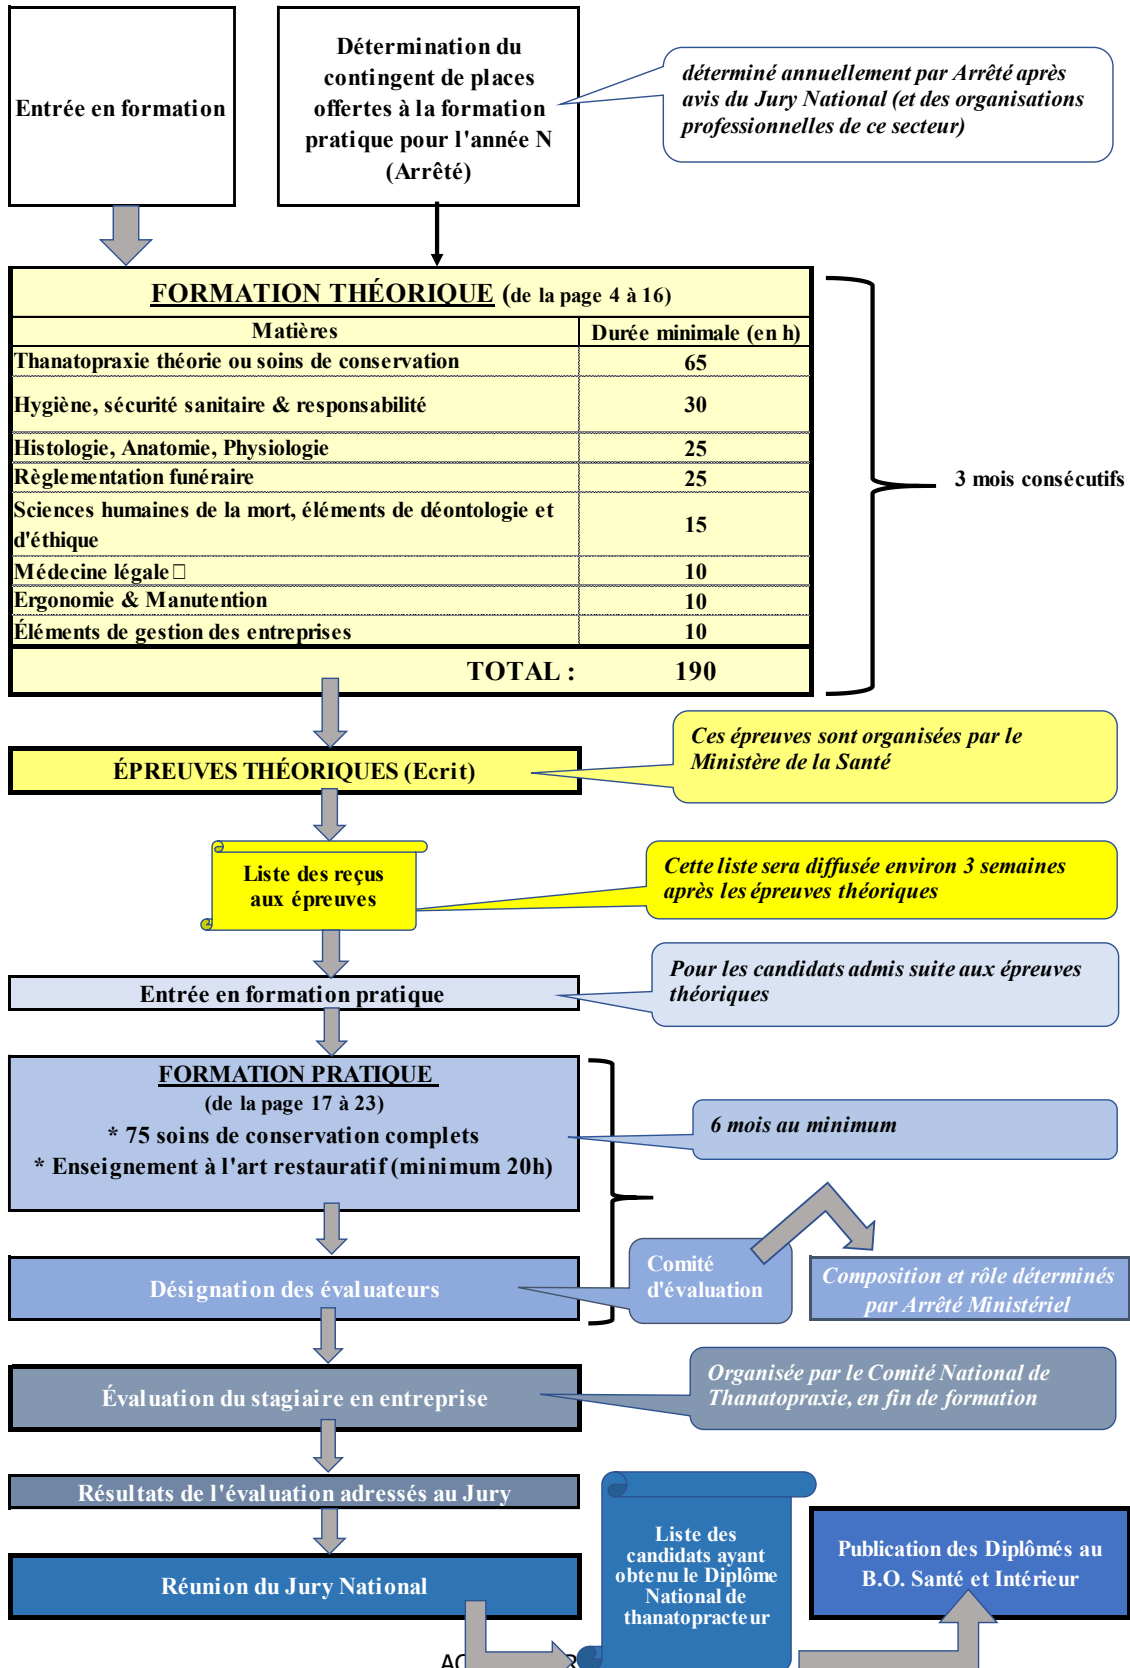 Entrée en formation
Détermination du
contingent de places
offertes à la formation
pratique pour l'année N
(Arrêté)
déterminé annuellement par Arrêté après
avis du Jury National (et des organisations
professionnelles de ce secteur)
FORMATION THÉORIQUE (de la page 4 à 16)
Matières Durée minimale (en h)
Thanatopraxie théorie ou soins de conservation 65
Hygiène, sécurité sanitaire & responsabilité 30
Histologie, Anatomie, Physiologie 25
Règlementation funéraire 25
Sciences humaines de la mort, éléments de déontologie et
d'éthique 15
Médecine légale□ 10
Ergonomie & Manutention 10
Éléments de gestion des entreprises 10
TOTAL : 190
3 mois consécutifs
ÉPREUVES THÉORIQUES (Ecrit)
Ces épreuves sont organisées par le
Ministère de la Santé
Liste des reçus
aux épreuves
Cette liste sera diffusée environ 3 semaines
après les épreuves théoriques
Entrée en formation pratique
Pour les candidats admis suite aux épreuves
théoriques
FORMATION PRATIQUE
(de la page 17 à 23)
* 75 soins de conservation complets
* Enseignement à l'art restauratif (minimum 20h)
6 mois au minimum
Désignation des évaluateurs
Comité
d'évaluation
Composition et rôle déterminés
par Arrêté Ministériel
Évaluation du stagiaire en entreprise
Organisée par le Comité National de
Thanatopraxie, en fin de formation
Résultats de l'évaluation adressés au Jury
Réunion du Jury National
Liste des
candidats ayant
obtenu le Diplôme
National de
thanatopracteur
Publication des Diplômés au
B.O. Santé et Intérieur